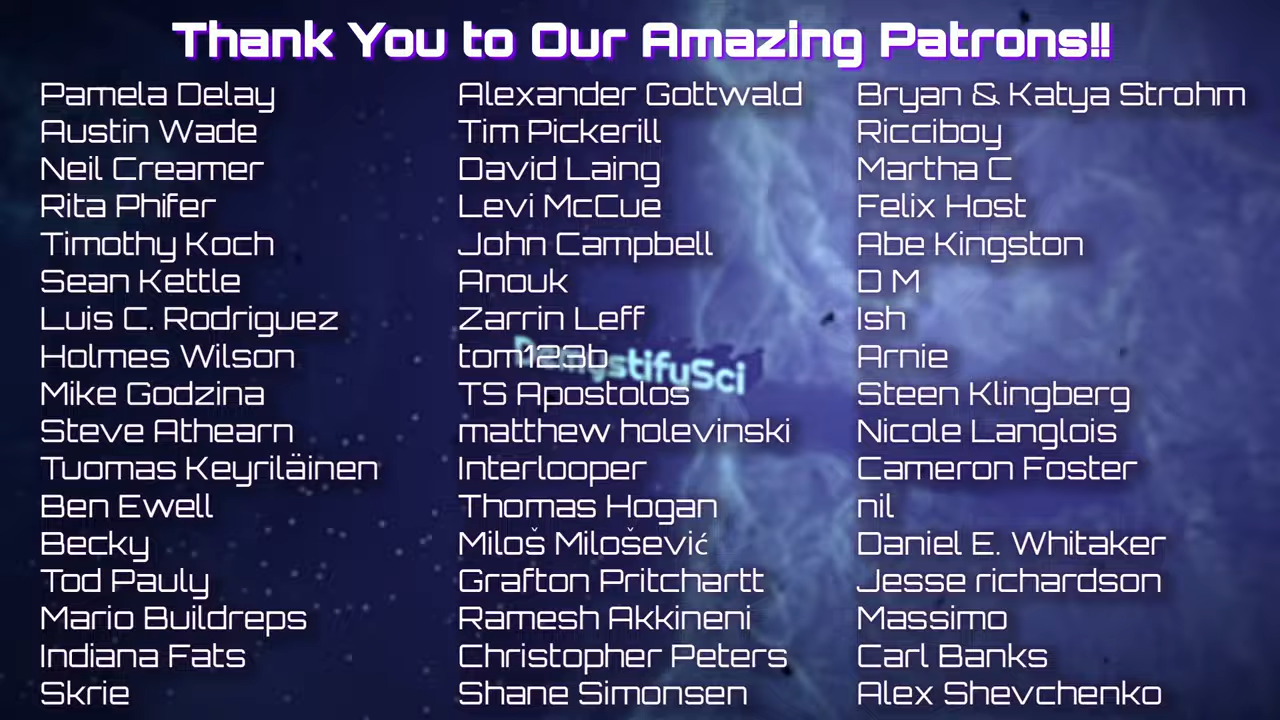 Thank You to Our Amazing Patrons!!
Pamela Delay
Austin Wade
Neil Creamer
Rita Phifer
Timothy Koch
Sean Kettle
Luis C. Rodriguez
Holmes Wilson
Mike Godzina
Steve Athearn
Tuomas Keyriläinen
Ben Ewell
Becky
Tod Pauly
Mario Buildreps
Indiana Fats
Skrie
Alexander Gottwald
Tim Pickerill
David Laing
Levi McCue
John Campbell
Anouk
Zarrin Leff
tom123b
DemystifySci
TS Apostolos
matthew holevinski
Interlooper
Thomas Hogan
Miloš Milošević
Grafton Pritchartt
Ramesh Akkineni
Christopher Peters
Shane Simonsen
Bryan & Katya Strohm
Ricciboy
Martha C
Felix Host
Abe Kingston
D M
Ish
Arnie
Steen Klingberg
Nicole Langlois
Cameron Foster
nil
Daniel E. Whitaker
Jesse richardson
Massimo
Carl Banks
Alex Shevchenko